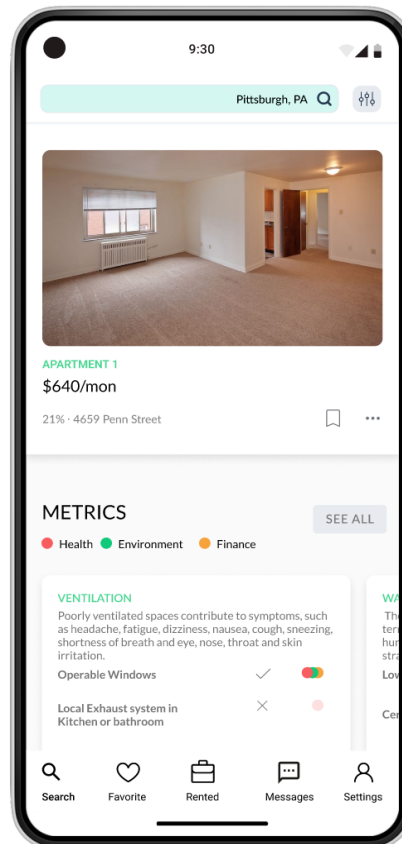 9:30
Pittsburgh, PA
APARTMENT 1
$640/mon
21% · 4659 Penn Street
METRICS
SEE ALL
Health
Environment
Finance
VENTILATION
Poorly ventilated spaces contribute to symptoms, such
as headache, fatigue, dizziness, nausea, cough, sneezing,
shortness of breath and eye, nose, throat and skin
irritation.
Operable Windows
Local Exhaust system in
Kitchen or bathroom
Search
Favorite
Rented
Messages
Settings